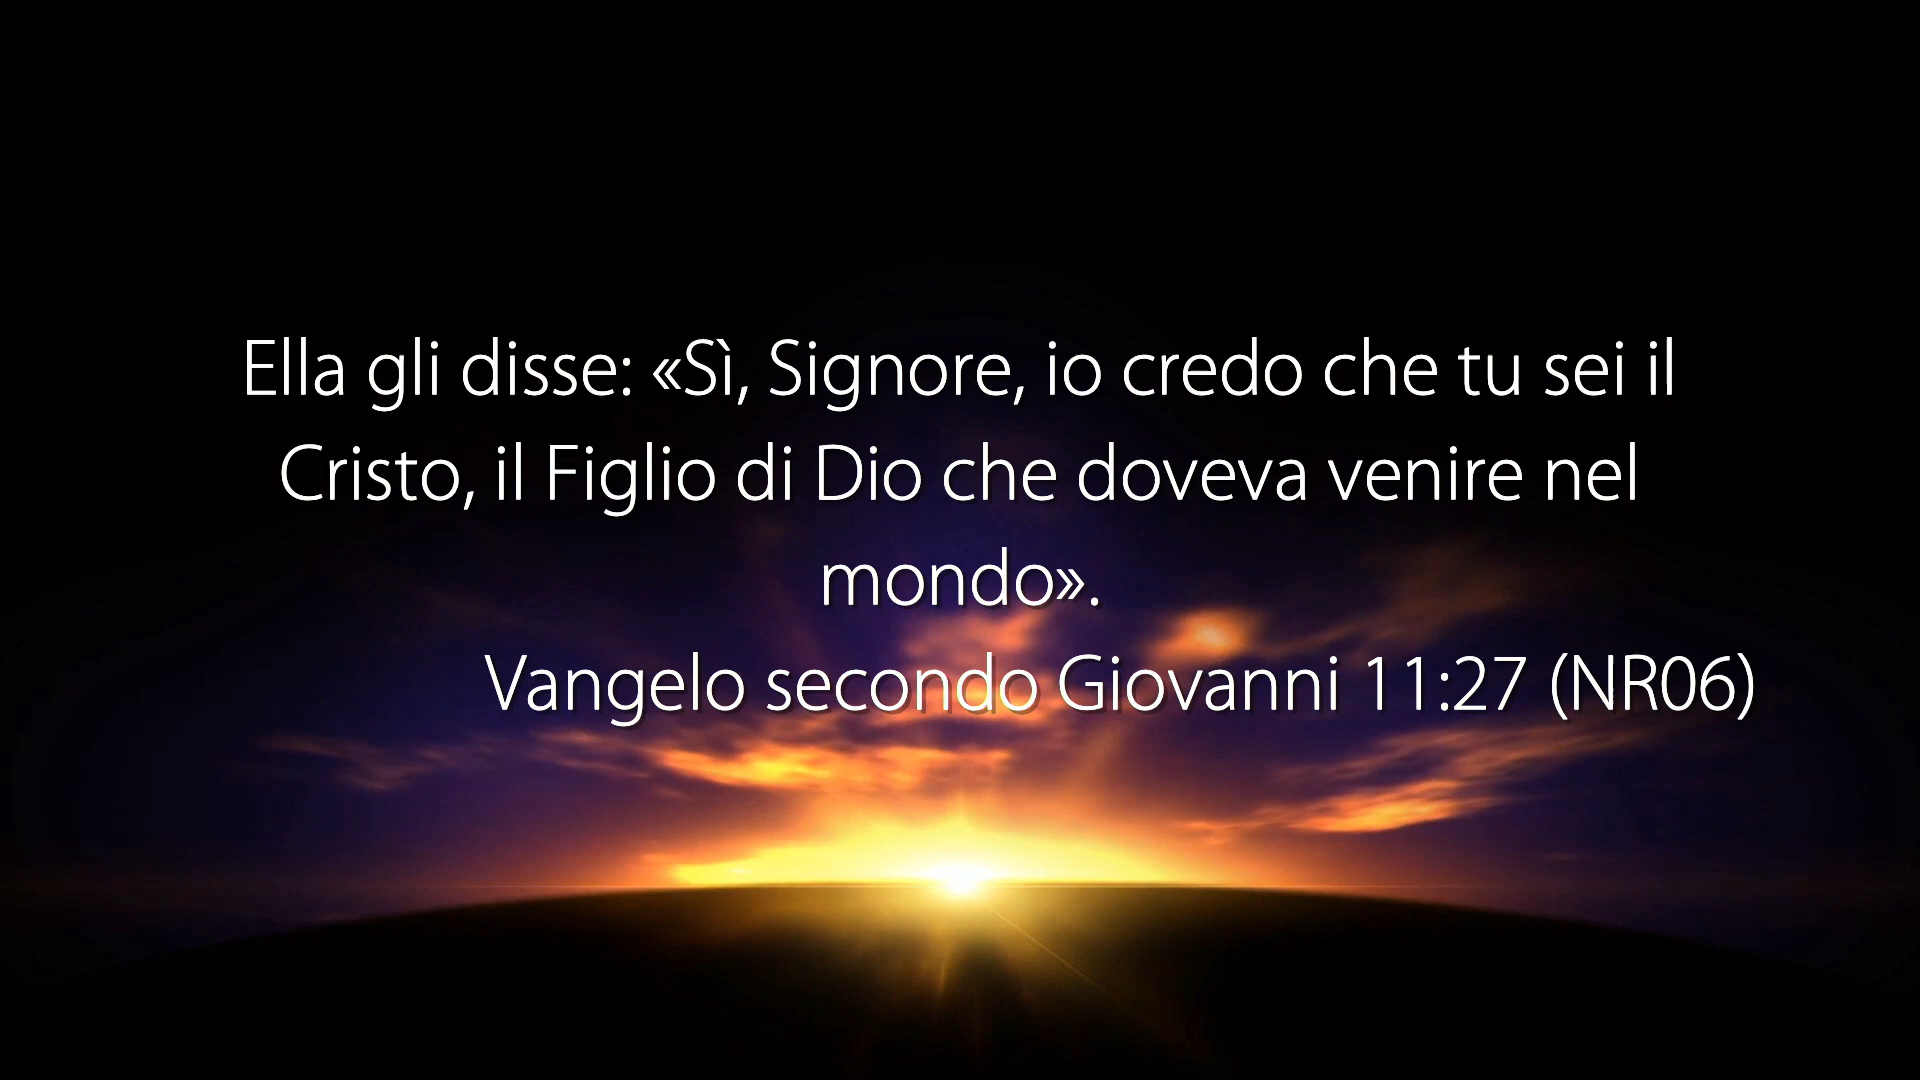 Ella gli disse: «Sì, Signore, io credo che tu sei il
Cristo, il Figlio di Dio che doveva venire nel
mondo».
Vangelo secondo Giovanni 11:27 (NR06)